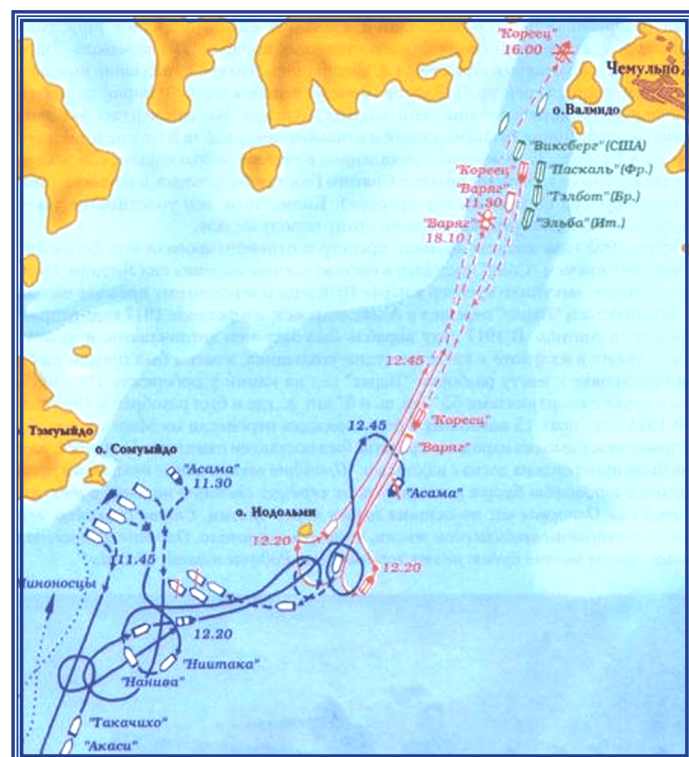 "Кореец"
16.00
Чемульпо
о.Валмидо
"Виксберг"(США)
"Кореец"
"Паскаль"(Фр.)
"Варяг"
11.30
"Тэлбот"(Бр.)
"Варяг"
18.10
"Эльба"(Ит.)
12.45
"Кореец"
12.45
. Тэмуыйдо
"Варяг"
о. Сомуыйдо
"Асама"
11.30
"Асама"
о. Иодольми
12.20
11.45
12.20
Миноносцы
12.20
"Ниитака"
"Нанива"
"Такачихо"
"Акаси"